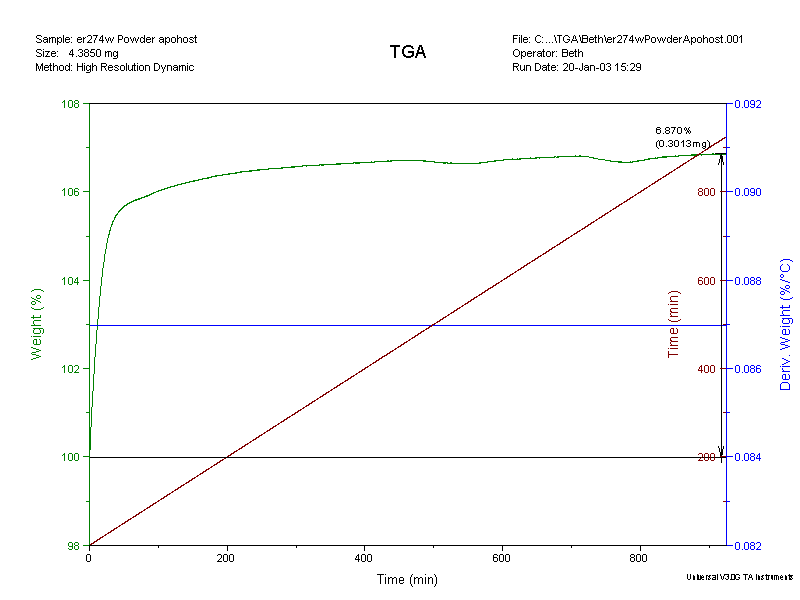 Sample: er274w Powder apohost
Size: 4.3850 mg
Method: High Resolution Dynamic
TGA
File: C:...\TGA\Beth\er274wPowderApohost.001
Operator: Beth
Run Date: 20-Jan-03 15:29
108
106
104
102
100
98
Weight (%)
6.870%
(0.3013mg)
800
600
400
200
Time (min)
0.092
0.090
0.088
0.086
0.084
0.082
Deriv. Weight (%/°C)
0
200
400
600
800
Time (min)
Universal V3.0G TA Instruments